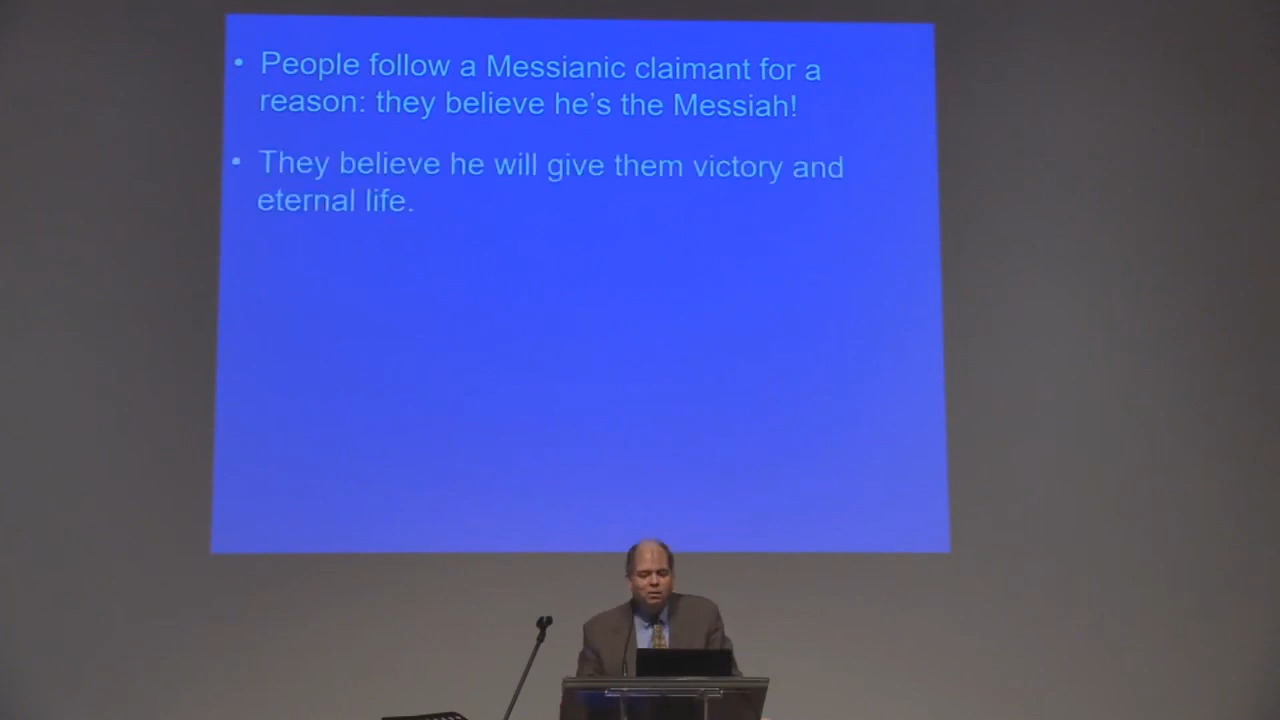 • People follow a Messianic claimant for a
reason: they believe he's the Messiah!
• They believe he will give them victory and
eternal life.